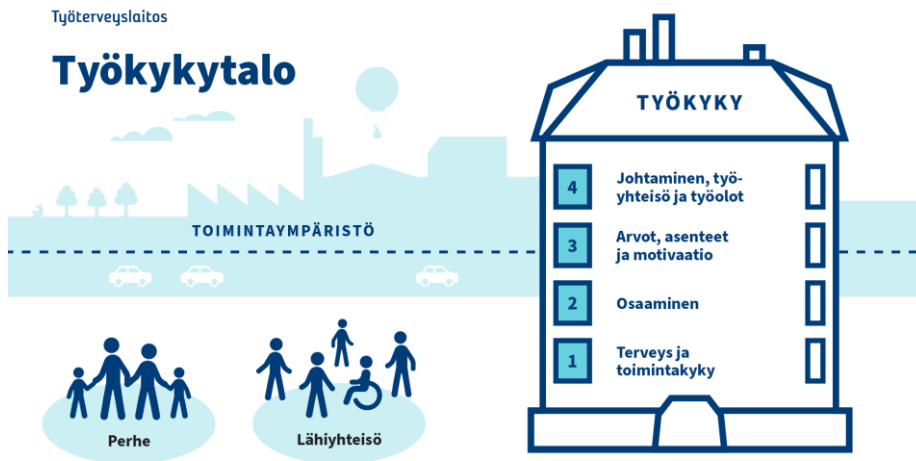 Työterveyslaitos
Työkykytalo
TOIMINTAYMPÄRISTÖ
Perhe
Lähiyhteisö
TYÖKYKY
4
Johtaminen, työ-
yhteisö ja työolot
3
Arvot, asenteet
ja motivaatio
2
Osaaminen
1
Terveys ja
toimintakyky